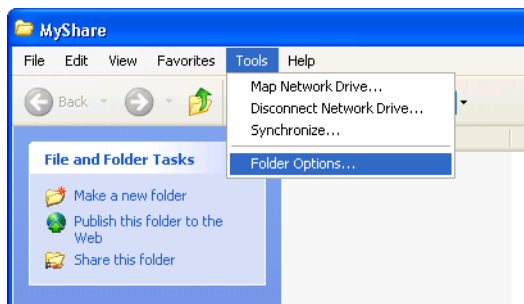 MyShare
File Edit View Favorites Tools Help
Map Network Drive...
Back
Disconnect Network Drive...
Synchronize...
File and Folder Tasks
Folder Options...
Make a new folder
Publish this folder to the
Web
Share this folder